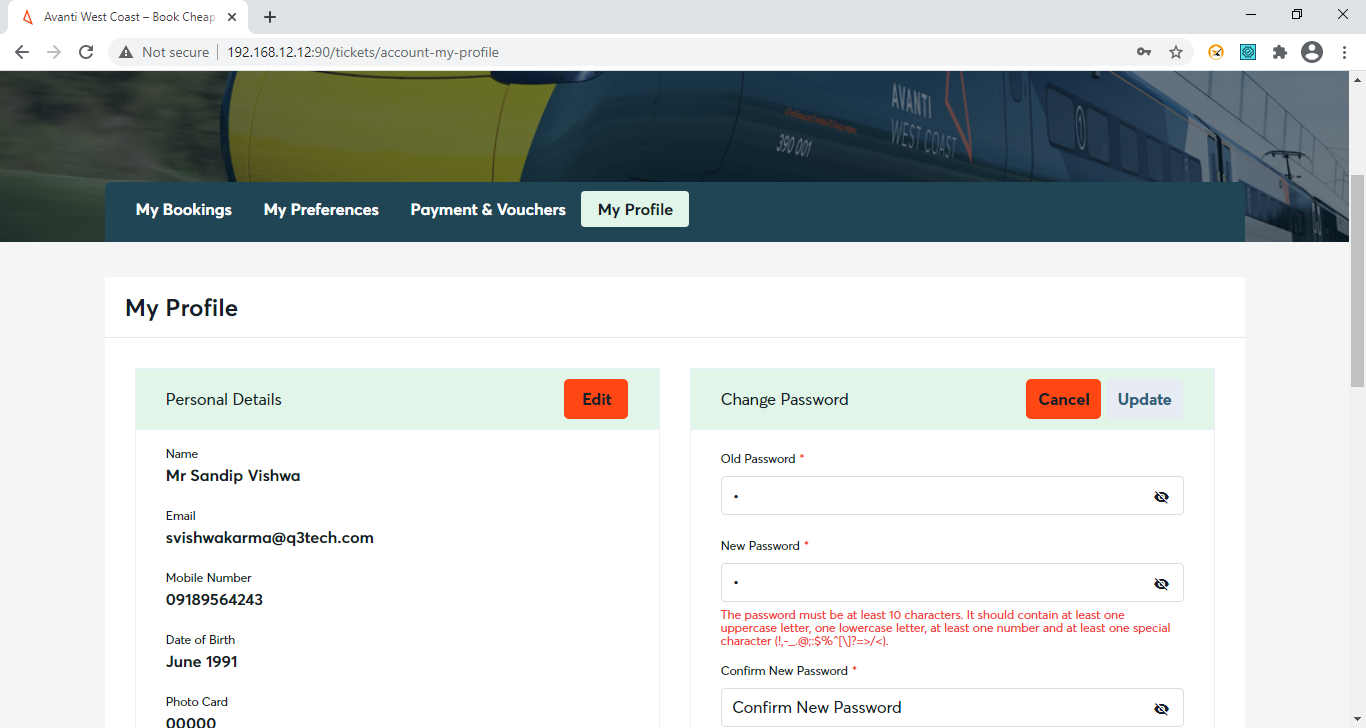 Avanti West Coast – Book Cheap
Not secure
192.168.12.12:90/tickets/account-my-profile
AVANTI
WEST COAST
390 001
My Bookings
My Preferences
Payment & Vouchers
My Profile
My Profile
Personal Details
Edit
Name
Mr Sandip Vishwa
Email
svishwakarma@q3tech.com
Mobile Number
09189564243
Date of Birth
June 1991
Photo Card
00000
Change Password
Cancel
Update
Old Password *
New Password *
The password must be at least 10 characters. It should contain at least one
uppercase letter, one lowercase letter, at least one number and at least one special
character (!,-_.@;:$%^[\]?=>/<).
Confirm New Password *
Confirm New Password